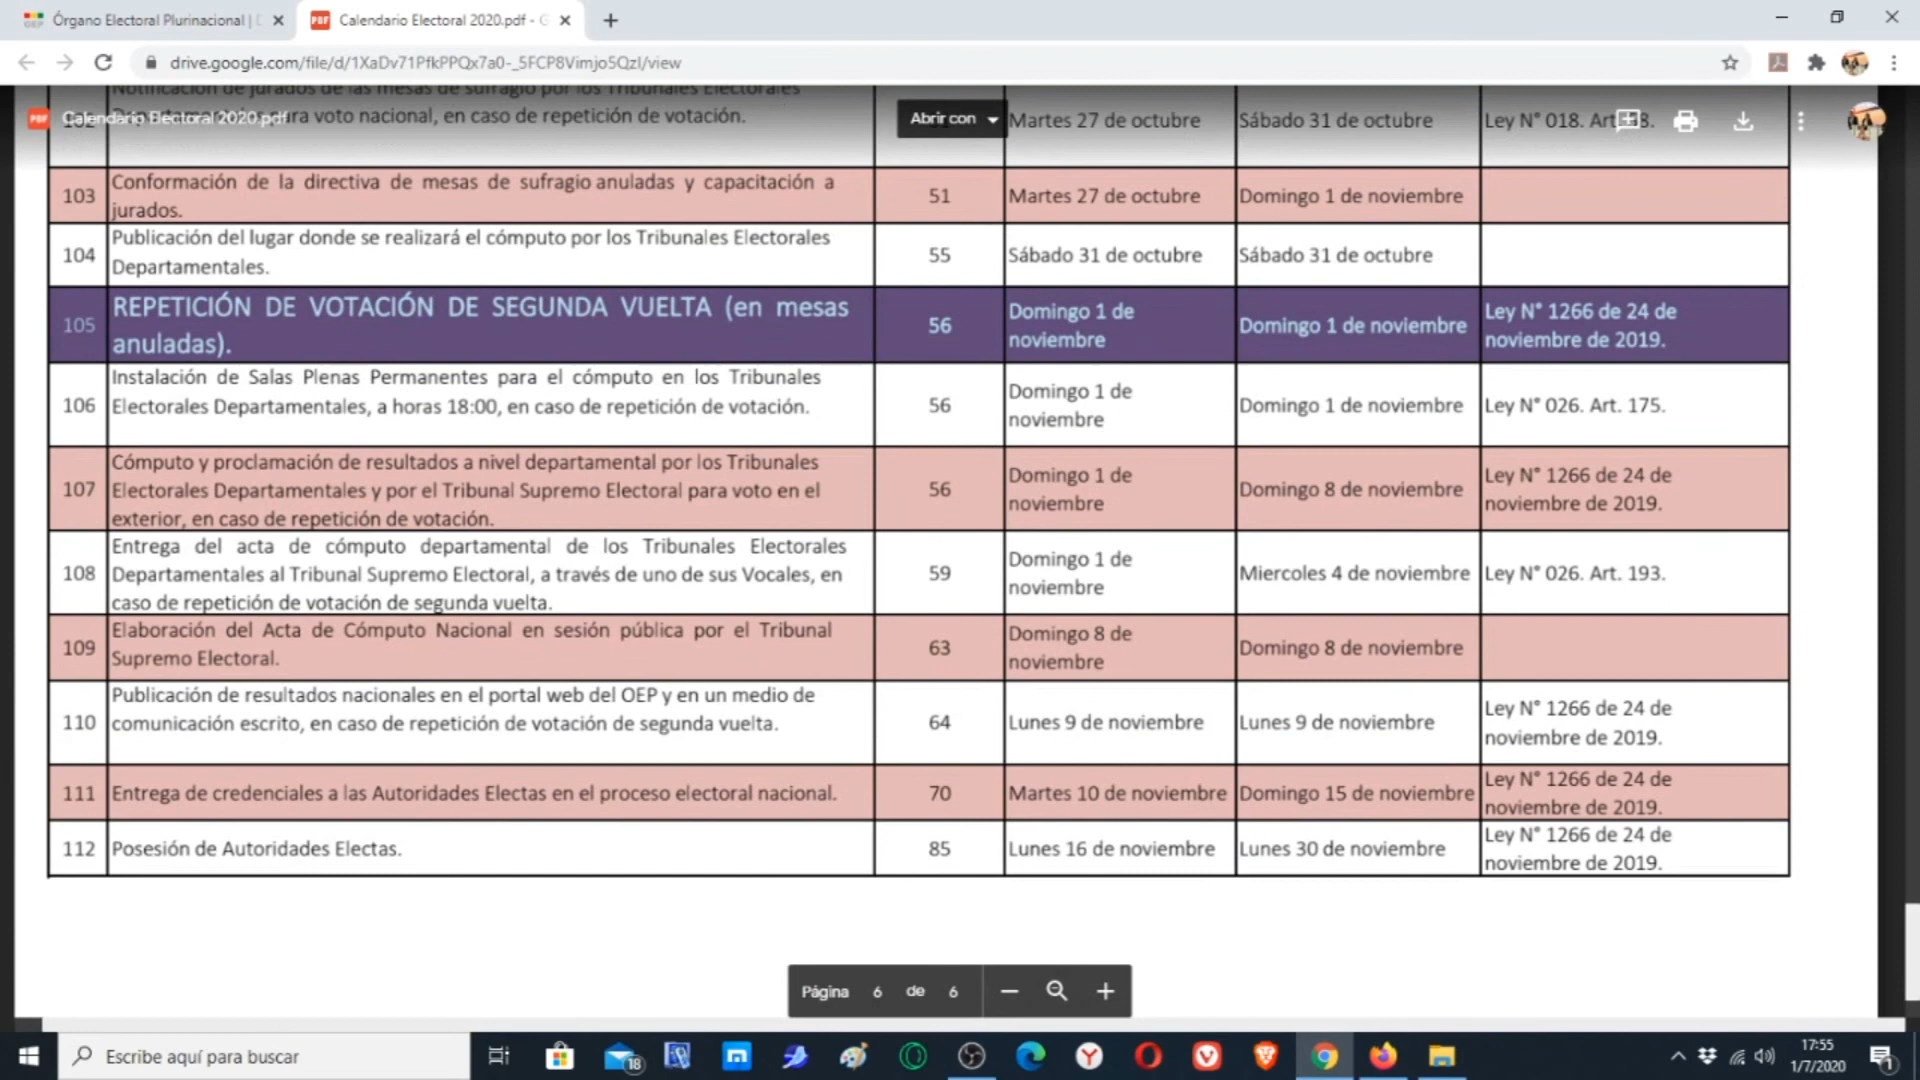 Órgano Electoral Plurinacional |
Calendario Electoral 2020.pdf - G
drive.google.com/file/d/1XaDv71PfkPPQx7a0-_5FCP8Vimjo5QzI/view
Notificación de jurados de las mesas de sufragio por los Tribunales Electorales
para voto nacional, en caso de repetición de votación.
Calendario Electoral 2020.pdf
Abrir con
Martes 27 de octubre
Sábado 31 de octubre
Ley N° 018. Art.
103
Conformación de la directiva de mesas de sufragio anuladas y capacitación a
jurados.
51
Martes 27 de octubre
Domingo 1 de noviembre
104
Publicación del lugar donde se realizará el cómputo por los Tribunales Electorales
Departamentales.
55
Sábado 31 de octubre
Sábado 31 de octubre
105
REPETICIÓN DE VOTACIÓN DE SEGUNDA VUELTA (en mesas
anuladas).
56
Domingo 1 de
noviembre
Domingo 1 de noviembre
Ley N° 1266 de 24 de
noviembre de 2019.
106
Instalación de Salas Plenas Permanentes para el cómputo en los Tribunales
Electorales Departamentales, a horas 18:00, en caso de repetición de votación.
56
Domingo 1 de
noviembre
Domingo 1 de noviembre
Ley N° 026. Art. 175.
107
Cómputo y proclamación de resultados a nivel departamental por los Tribunales
Electorales Departamentales y por el Tribunal Supremo Electoral para voto en el
exterior, en caso de repetición de votación.
56
Domingo 1 de
noviembre
Domingo 8 de noviembre
Ley N° 1266 de 24 de
noviembre de 2019.
108
Entrega del acta de cómputo departamental de los Tribunales Electorales
Departamentales al Tribunal Supremo Electoral, a través de uno de sus Vocales, en
caso de repetición de votación de segunda vuelta.
59
Domingo 1 de
noviembre
Miercoles 4 de noviembre
Ley N° 026. Art. 193.
109
Elaboración del Acta de Cómputo Nacional en sesión pública por el Tribunal
Supremo Electoral.
63
Domingo 8 de
noviembre
Domingo 8 de noviembre
110
Publicación de resultados nacionales en el portal web del OEP y en un medio de
comunicación escrito, en caso de repetición de votación de segunda vuelta.
64
Lunes 9 de noviembre
Lunes 9 de noviembre
Ley N° 1266 de 24 de
noviembre de 2019.
111
Entrega de credenciales a las Autoridades Electas en el proceso electoral nacional.
70
Martes 10 de noviembre
Domingo 15 de noviembre
Ley N° 1266 de 24 de
noviembre de 2019.
112
Posesión de Autoridades Electas.
85
Lunes 16 de noviembre
Lunes 30 de noviembre
Ley N° 1266 de 24 de
noviembre de 2019.
Página 6 de 6
Escribe aquí para buscar
18
17:55
1/7/2020
1